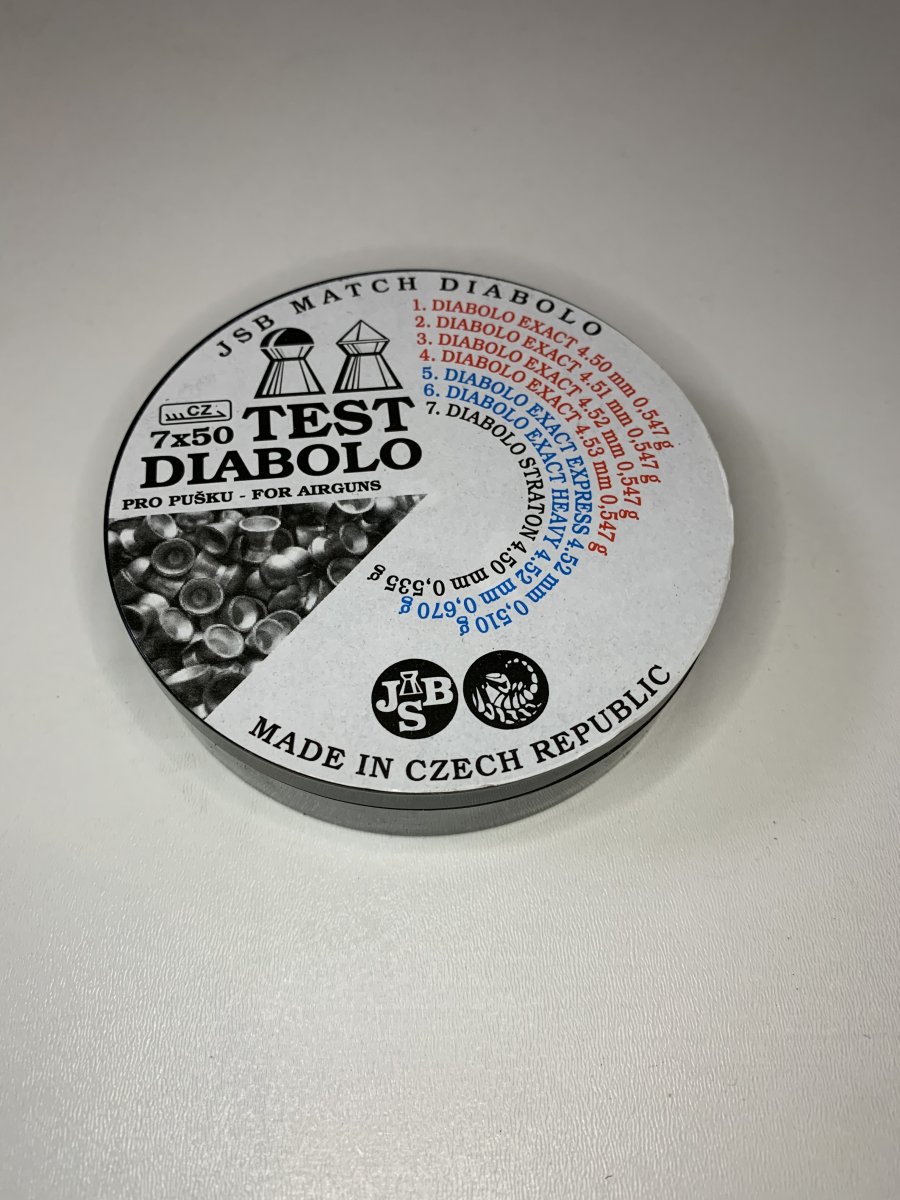 JSB MATCH DIABOLO
CZ
7x50 TEST
DIABOLO
PRO PUŠKU - FOR AIRGUNS
1. DIABOLO EXACT 4.50 mm 0,547 g
2. DIABOLO EXACT 4.51 mm 0,547 g
3. DIABOLO EXACT 4.52 mm 0,547 g
4. DIABOLO EXACT 4.53 mm 0,547 g
5. DIABOLO EXACT EXPRESS 4.52 mm 0,510 g
6. DIABOLO EXACT HEAVY 4.52 mm 0,670 g
7. DIABOLO STRATON 4.50 mm 0,535 g
JSB
MADE IN CZECH REPUBLIC